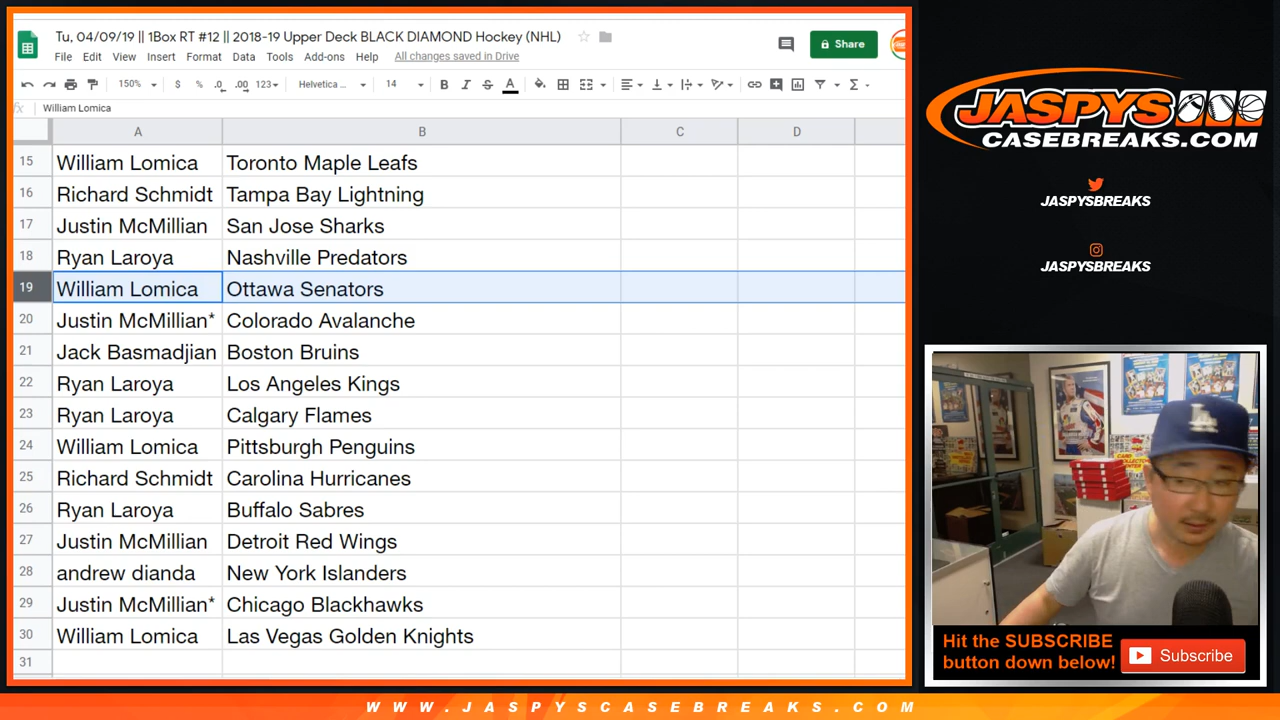 Tu, 04/09/19 || 1Box RT #12 || 2018-19 Upper Deck BLACK DIAMOND Hockey (NHL)
Share
File Edit View Insert Format Data Tools Add-ons Help All changes saved in Drive
150% $ % .0 .00 123 Helvetica ... 14 B I S A
fx William Lomica
A B C D
15 William Lomica Toronto Maple Leafs
16 Richard Schmidt Tampa Bay Lightning
17 Justin McMillian San Jose Sharks
18 Ryan Laroya Nashville Predators
19 William Lomica Ottawa Senators
20 Justin McMillian* Colorado Avalanche
21 Jack Basmadjian Boston Bruins
22 Ryan Laroya Los Angeles Kings
23 Ryan Laroya Calgary Flames
24 William Lomica Pittsburgh Penguins
25 Richard Schmidt Carolina Hurricanes
26 Ryan Laroya Buffalo Sabres
27 Justin McMillian Detroit Red Wings
28 andrew dianda New York Islanders
29 Justin McMillian* Chicago Blackhawks
30 William Lomica Las Vegas Golden Knights
31
JASPYS
CASEBREAKS.COM
JASPYSBREAKS
JASPYSBREAKS
LA
Hit the SUBSCRIBE
button down below!
Subscribe
WWW.JASPYSCASEBREAKS.COM